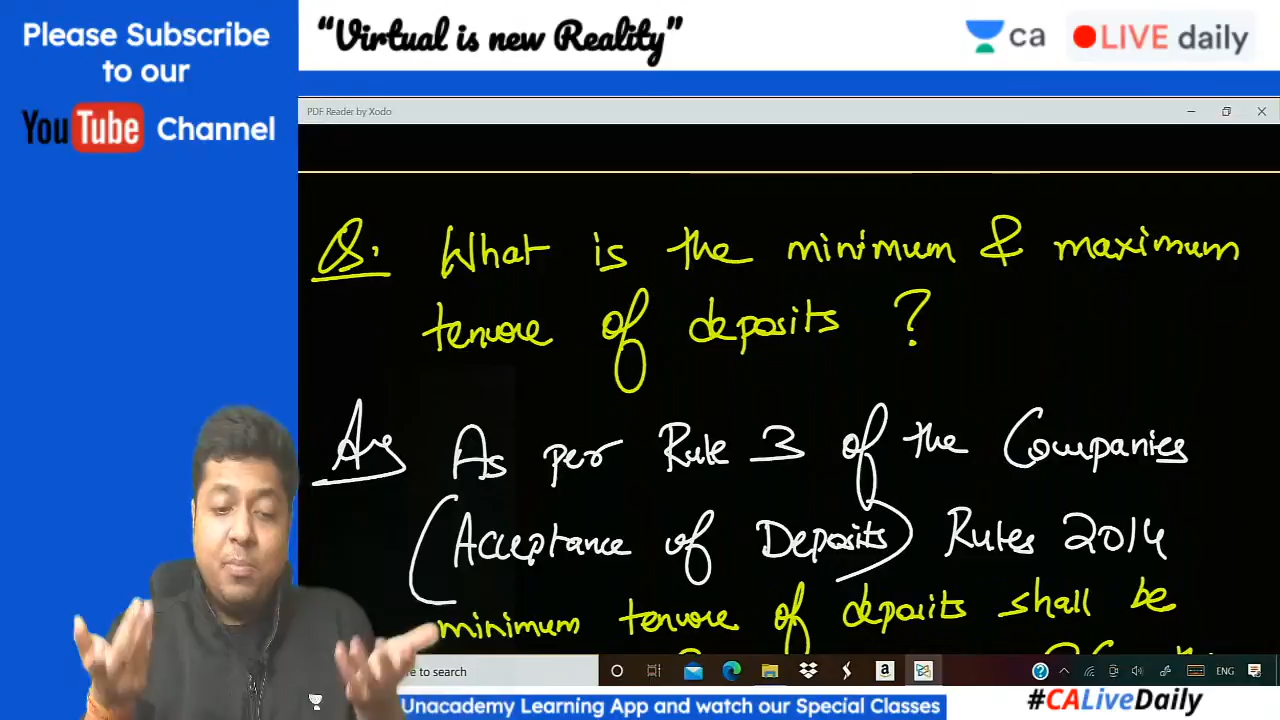 Please Subscribe
to our
YouTube Channel
"Virtual is new Reality"
ca
LIVE daily
PDF Reader by Xodo
Q. What is the minimum & maximum
tenure of deposits ?
Ans As per Rule 3 of the Companies
(Acceptance of Deposits) Rules 2014
minimum tenure of deposits shall be
e to search
a
ENG
Unacademy Learning App and watch our Special Classes
#CALiveDaily